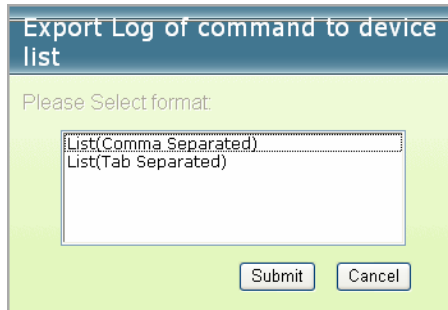 Export Log of command to device
list
Please Select format:
List(Comma Separated)
List(Tab Separated)
Submit Cancel